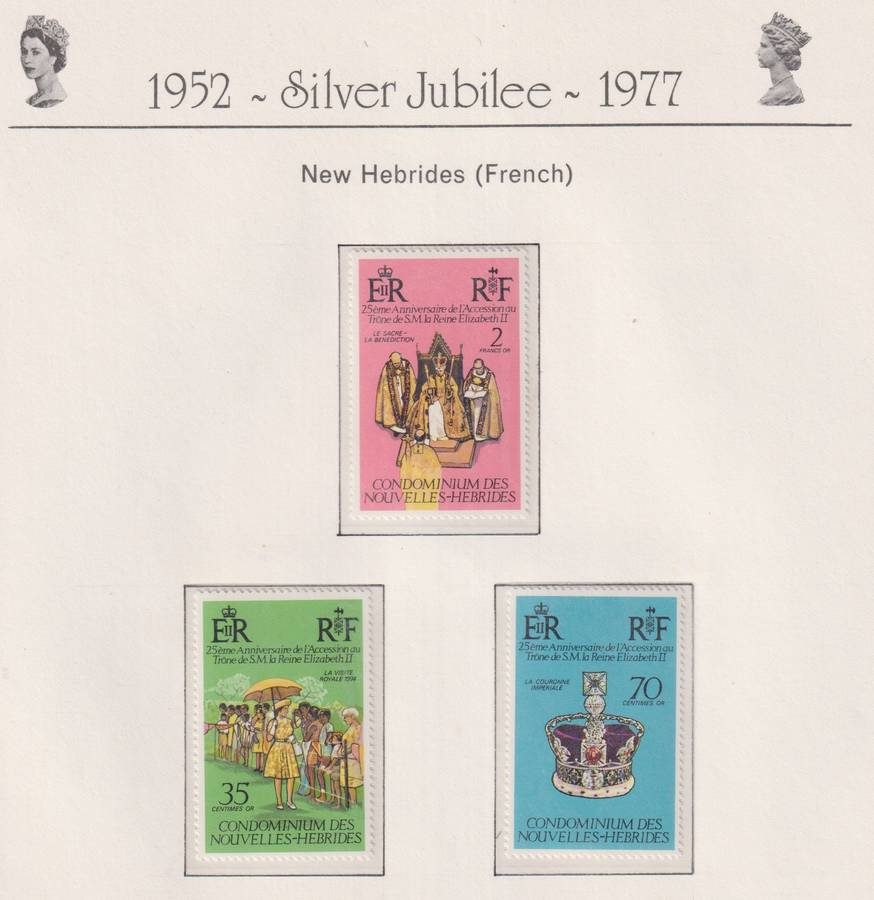 1952 ~ Silver Jubilee ~ 1977
New Hebrides (French)
EIIR RF
25ème Anniversaire de l'Accession au
Trône de S.M. la Reine Elizabeth II
LE SACRE-
LA BENEDICTION
2
FRANCS OR
CONDOMINIUM DES
NOUVELLES-HEBRIDES
EIIR RF
25ème Anniversaire de l'Accession au
Trône de S.M. la Reine Elizabeth II
LA VISITE
ROYALE 1974
35
CENTIMES OR
CONDOMINIUM DES
NOUVELLES-HEBRIDES
EIIR RF
25ème Anniversaire de l'Accession au
Trône de S.M. la Reine Elizabeth II
LA COURONNE
IMPERIALE
70
CENTIMES OR
CONDOMINIUM DES
NOUVELLES-HEBRIDES